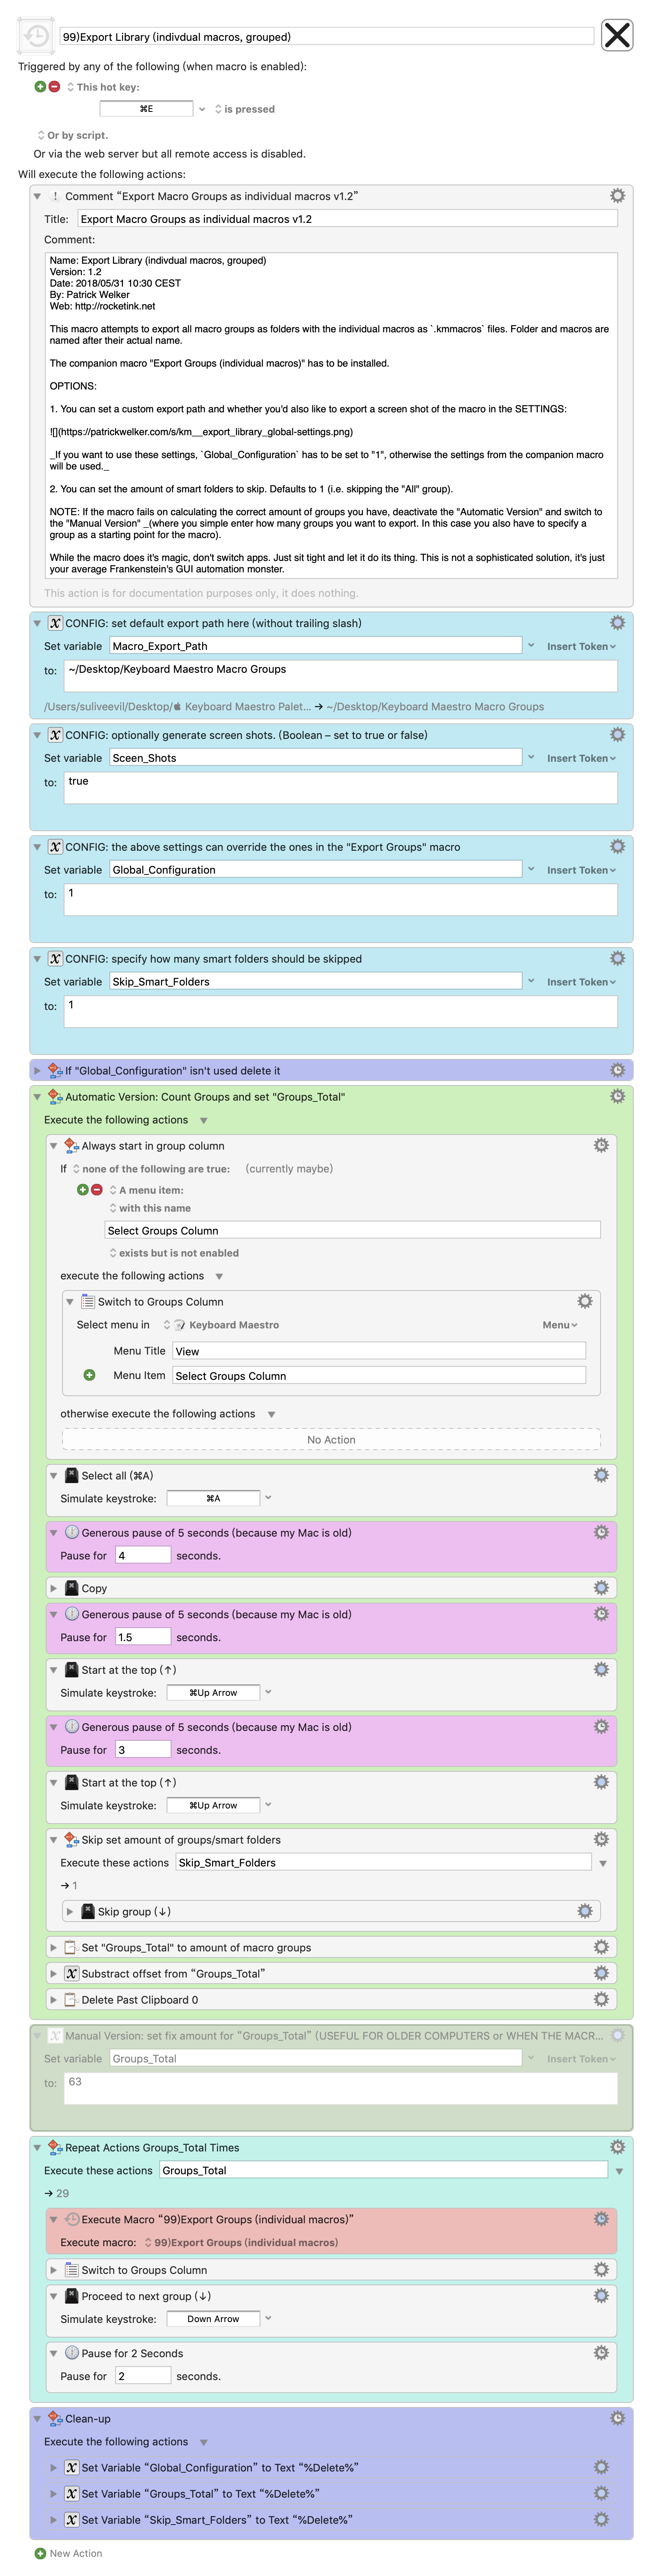 99)Export Library (indivdual macros, grouped)
Triggered by any of the following (when macro is enabled):
This hot key:
⌘E
is pressed
Or by script.
Or via the web server but all remote access is disabled.
Will execute the following actions:
Comment “Export Macro Groups as individual macros v1.2”
Title: Export Macro Groups as individual macros v1.2
Comment:
Name: Export Library (indivdual macros, grouped)
Version: 1.2
Date: 2018/05/31 10:30 CEST
By: Patrick Welker
Web: http://rocketink.net
This macro attempts to export all macro groups as folders with the individual macros as `.kmmacros` files. Folder and macros are
named after their actual name.
The companion macro "Export Groups (individual macros)" has to be installed.
OPTIONS:
1. You can set a custom export path and whether you'd also like to export a screen shot of the macro in the SETTINGS:
![](https://patrickwelker.com/s/km__export_library_global-settings.png)
_If you want to use these settings, `Global_Configuration` has to be set to "1", otherwise the settings from the companion macro
will be used._
2. You can set the amount of smart folders to skip. Defaults to 1 (i.e. skipping the "All" group).
NOTE: If the macro fails on calculating the correct amount of groups you have, deactivate the "Automatic Version" and switch to
the "Manual Version" _(where you simple enter how many groups you want to export. In this case you also have to specify a
group as a starting point for the macro).
While the macro does it's magic, don't switch apps. Just sit tight and let it do its thing. This is not a sophisticated solution, it's just
your average Frankenstein's GUI automation monster.
This action is for documentation purposes only, it does nothing.
CONFIG: set default export path here (without trailing slash)
Set variable Macro_Export_Path Insert Token
to: ~/Desktop/Keyboard Maestro Macro Groups
/Users/suliveevil/Desktop/ Keyboard Maestro Palet... → ~/Desktop/Keyboard Maestro Macro Groups
CONFIG: optionally generate screen shots. (Boolean – set to true or false)
Set variable Sceen_Shots Insert Token
to: true
CONFIG: the above settings can override the ones in the "Export Groups" macro
Set variable Global_Configuration Insert Token
to: 1
CONFIG: specify how many smart folders should be skipped
Set variable Skip_Smart_Folders Insert Token
to: 1
If "Global_Configuration" isn't used delete it
Automatic Version: Count Groups and set "Groups_Total"
Execute the following actions
Always start in group column
If none of the following are true: (currently maybe)
A menu item:
with this name
Select Groups Column
exists but is not enabled
execute the following actions
Switch to Groups Column
Select menu in Keyboard Maestro Menu
Menu Title View
Menu Item Select Groups Column
otherwise execute the following actions
No Action
Select all (⌘A)
Simulate keystroke: ⌘A
Generous pause of 5 seconds (because my Mac is old)
Pause for 4 seconds.
Copy
Generous pause of 5 seconds (because my Mac is old)
Pause for 1.5 seconds.
Start at the top (↑)
Simulate keystroke: ⌘Up Arrow
Generous pause of 5 seconds (because my Mac is old)
Pause for 3 seconds.
Start at the top (↑)
Simulate keystroke: ⌘Up Arrow
Skip set amount of groups/smart folders
Execute these actions Skip_Smart_Folders
→ 1
Skip group (↓)
Set "Groups_Total" to amount of macro groups
Substract offset from “Groups_Total”
Delete Past Clipboard 0
Manual Version: set fix amount for “Groups_Total” (USEFUL FOR OLDER COMPUTERS or WHEN THE MACR...
Set variable Groups_Total Insert Token
to: 63
Repeat Actions Groups_Total Times
Execute these actions Groups_Total
→ 29
Execute Macro “99)Export Groups (individual macros)”
Execute macro: 99)Export Groups (individual macros)
Switch to Groups Column
Proceed to next group (↓)
Simulate keystroke: Down Arrow
Pause for 2 Seconds
Pause for 2 seconds.
Clean-up
Execute the following actions
Set Variable “Global_Configuration” to Text “%Delete%”
Set Variable “Groups_Total” to Text “%Delete%”
Set Variable “Skip_Smart_Folders” to Text “%Delete%”
New Action